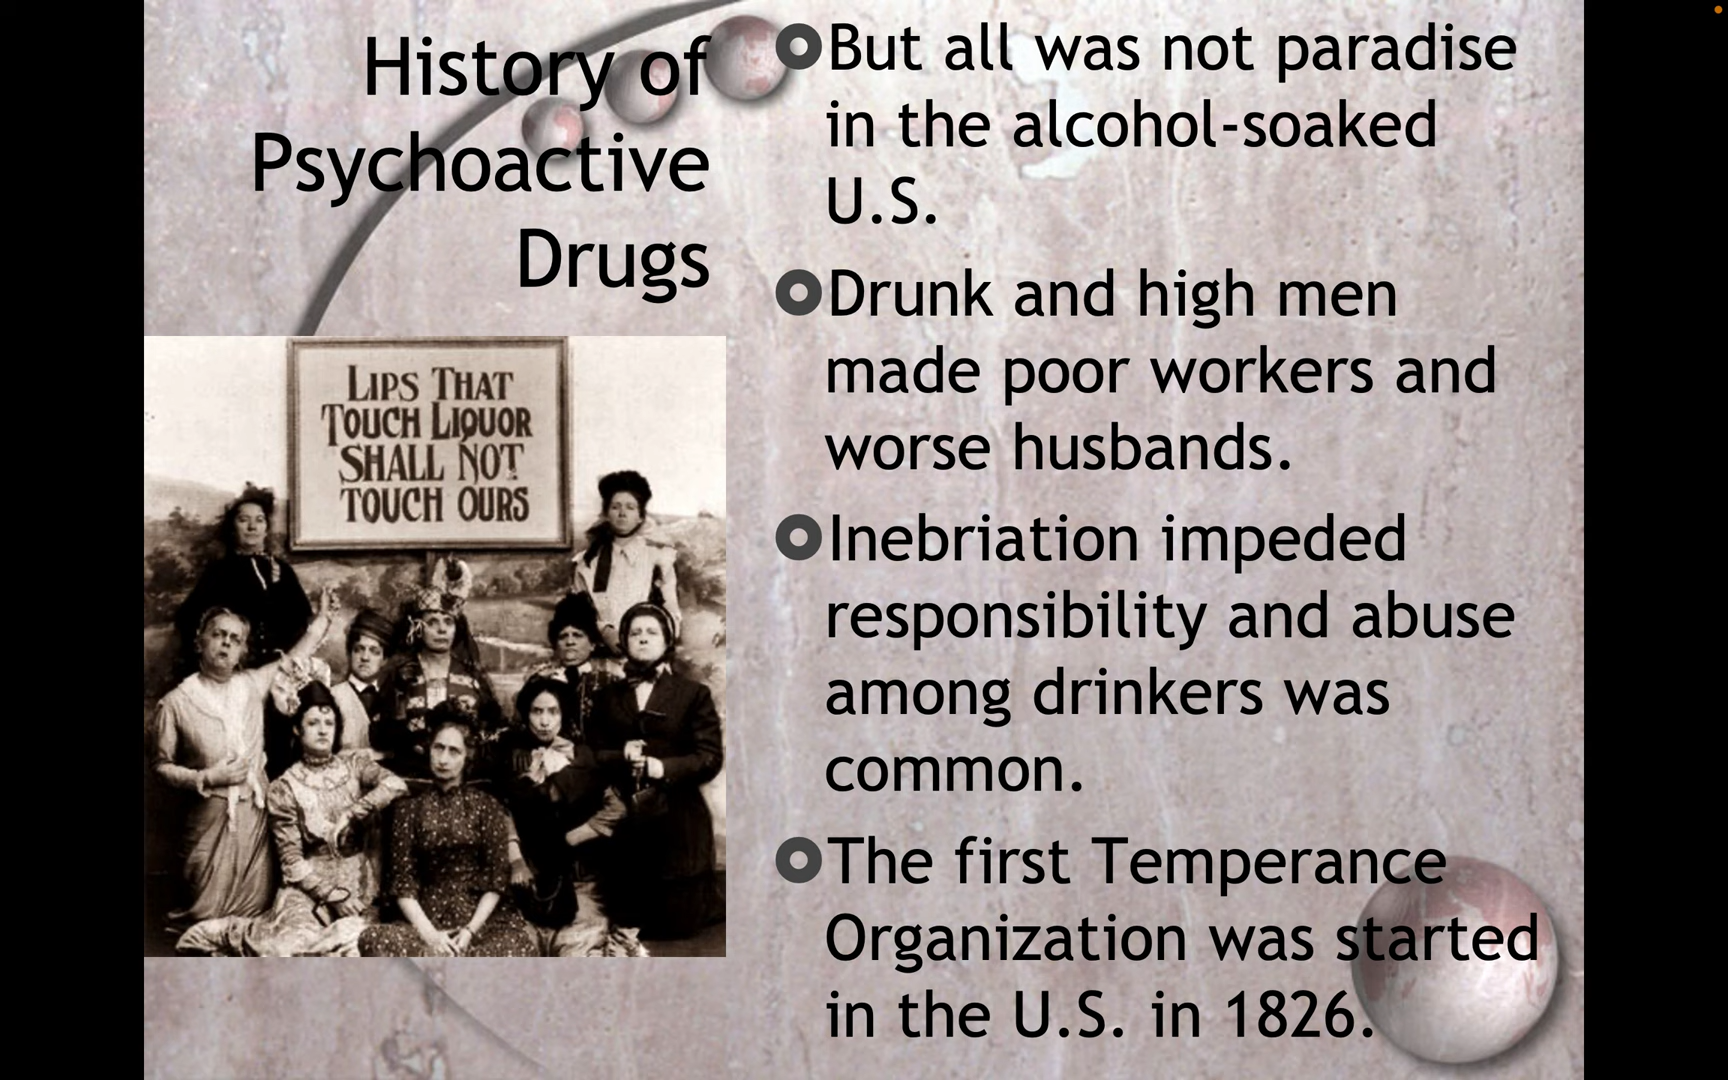 History of
Psychoactive
Drugs
LIPS THAT
TOUCH LIQUOR
SHALL NOT
TOUCH OURS
But all was not paradise
in the alcohol-soaked
U.S.
Drunk and high men
made poor workers and
worse husbands.
Inebriation impeded
responsibility and abuse
among drinkers was
common.
The first Temperance
Organization was started
in the U.S. in 1826.